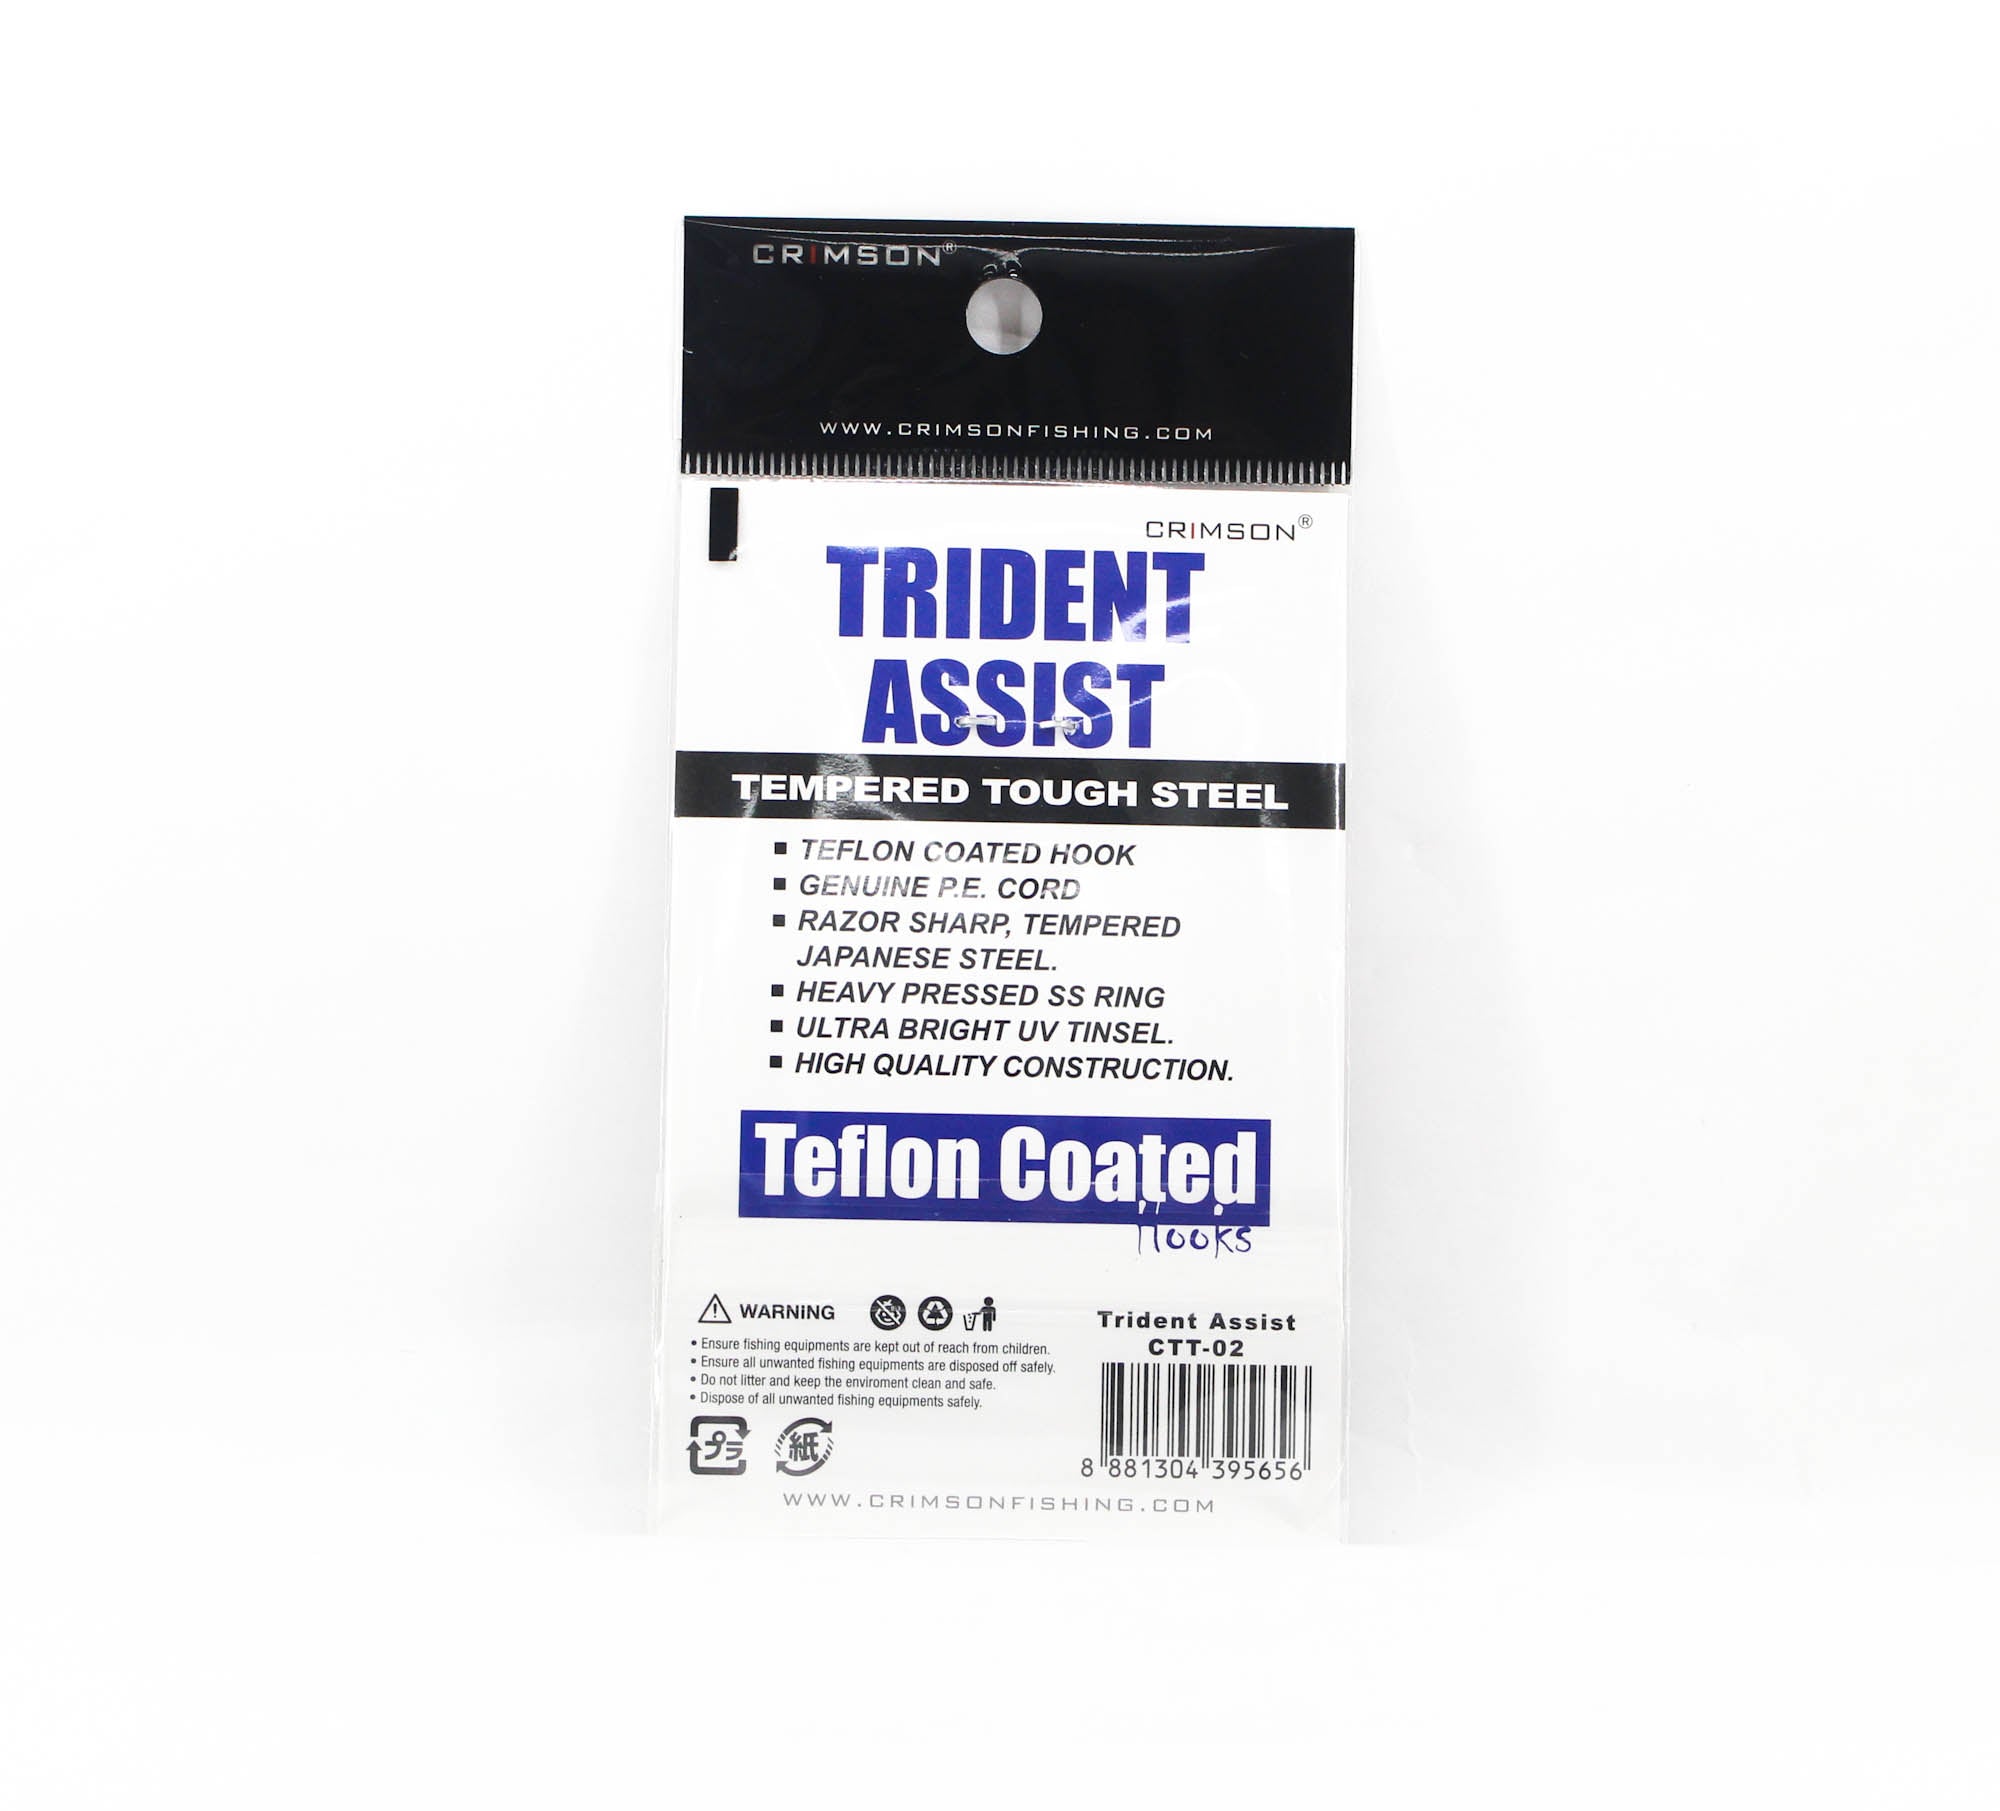 CRIMSON®
WWW.CRIMSONFISHING.COM
CRIMSON®
TRIDENT
ASSIST
TEMPERED TOUGH STEEL
▪ TEFLON COATED HOOK
▪ GENUINE P.E. CORD
▪ RAZOR SHARP, TEMPERED
JAPANESE STEEL.
▪ HEAVY PRESSED SS RING
▪ ULTRA BRIGHT UV TINSEL.
▪ HIGH QUALITY CONSTRUCTION.
Teflon Coated
Hooks
WARNiNG
• Ensure fishing equipments are kept out of reach from children.
• Ensure all unwanted fishing equipments are disposed off safely.
• Do not litter and keep the enviroment clean and safe.
• Dispose of all unwanted fishing equipments safely.
プラ 紙
Trident Assist
CTT-02
8 881304 395656
WWW.CRIMSONFISHING.COM